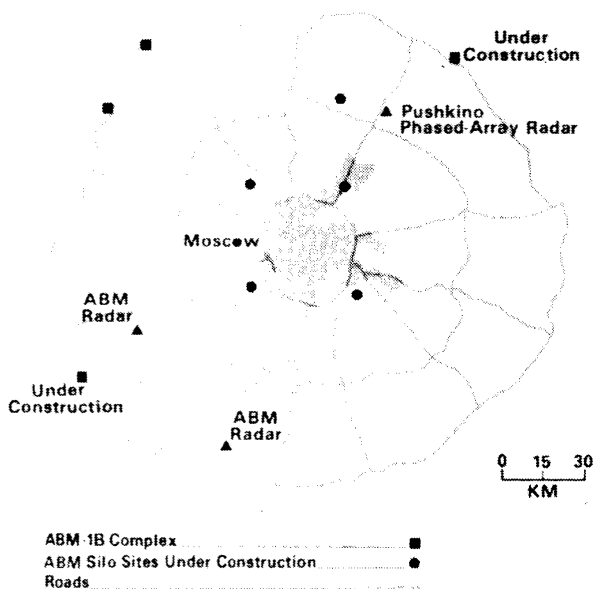 Under
Construction
Pushkino
Phased-Array Radar
Moscow
ABM
Radar
Under
Construction
ABM
Radar
0 15 30
KM
ABM-1B Complex
ABM Silo Sites Under Construction
Roads